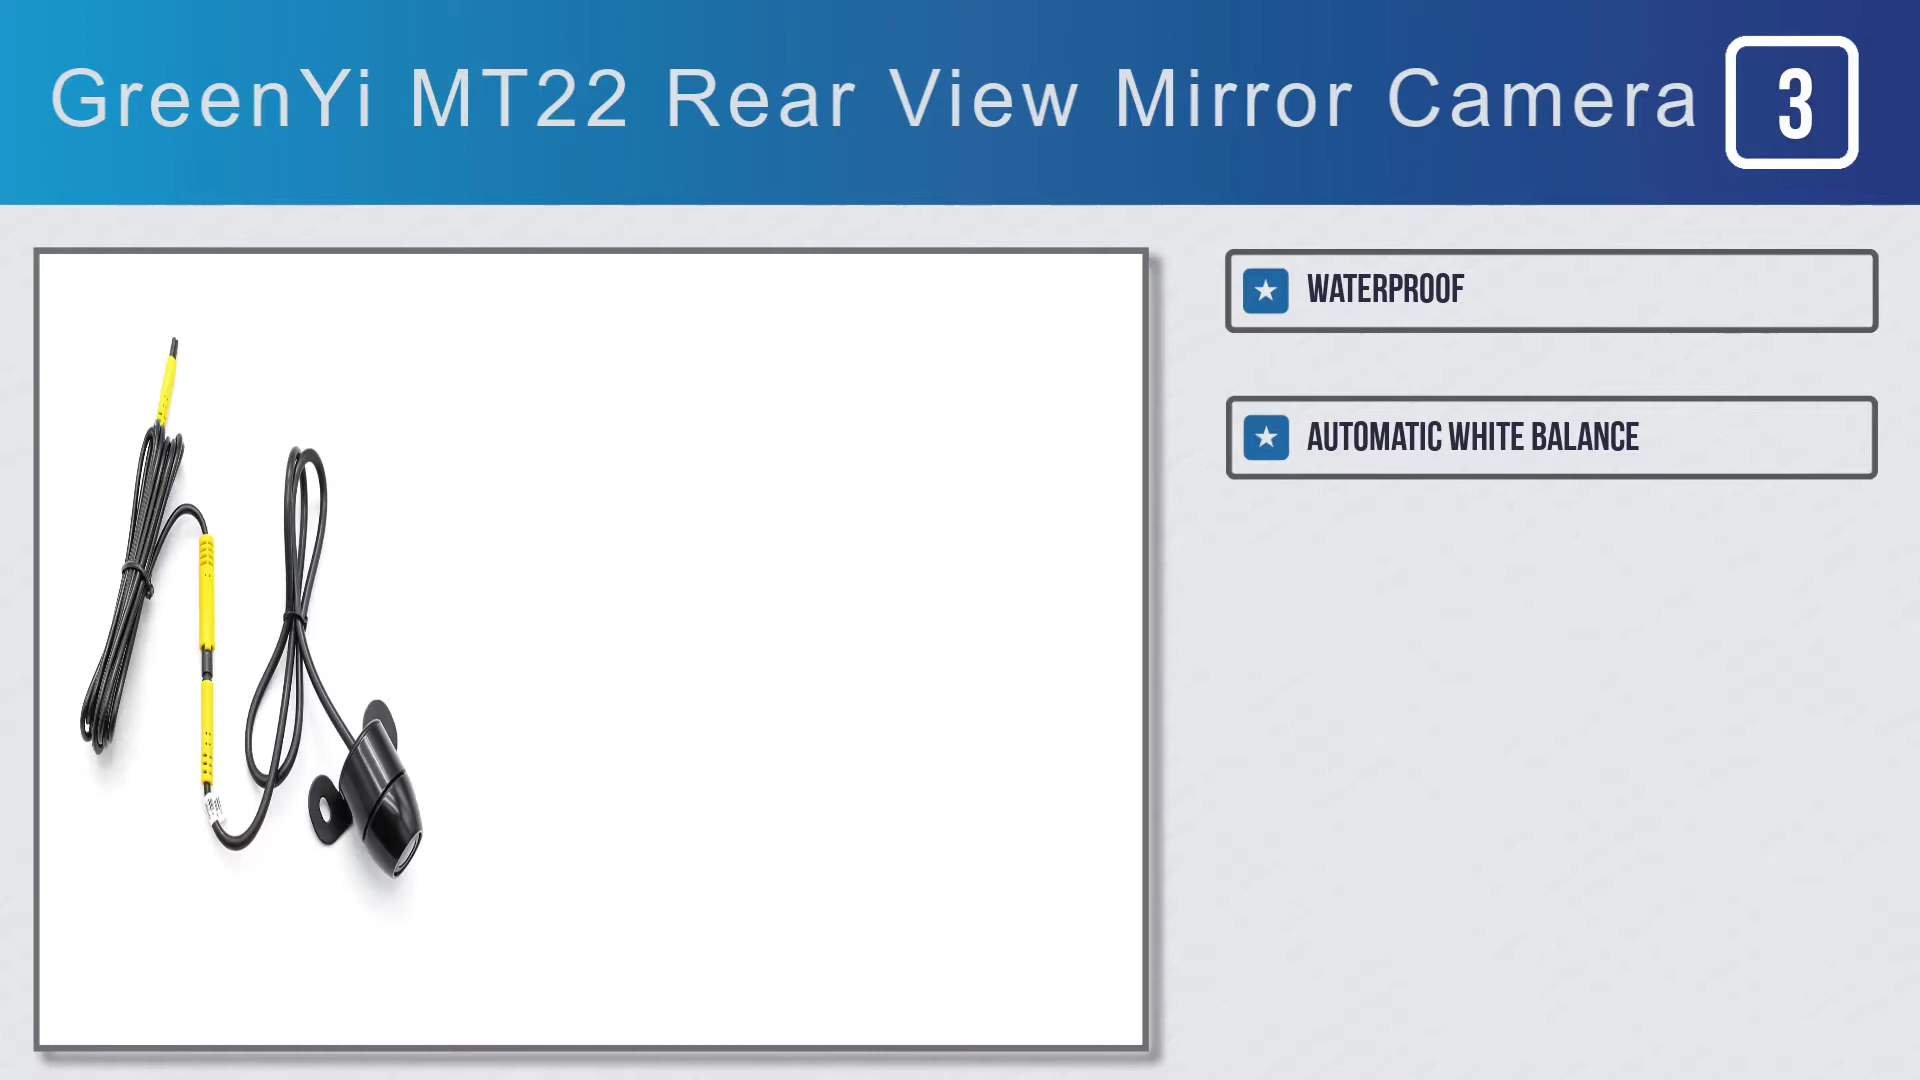 GreenYi MT22 Rear View Mirror Camera
3
WATERPROOF
AUTOMATIC WHITE BALANCE